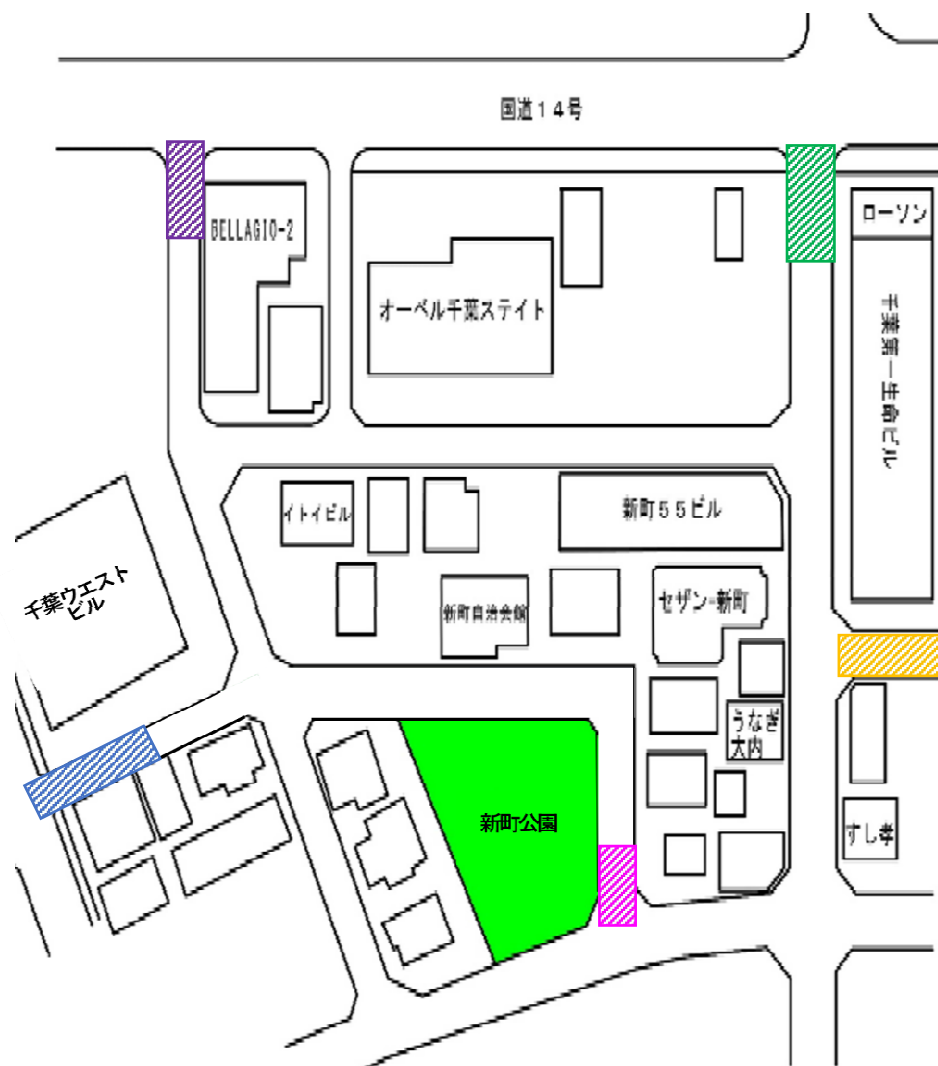 国道14号
BELLAGIO-2
ローソン
オーベル千葉ステイト
千葉第一生命ビル
イトイビル
新町55ビル
千葉ウエスト
ビル
新町自治会館
セザン-新町
うなぎ
大内
新町公園
すし孝